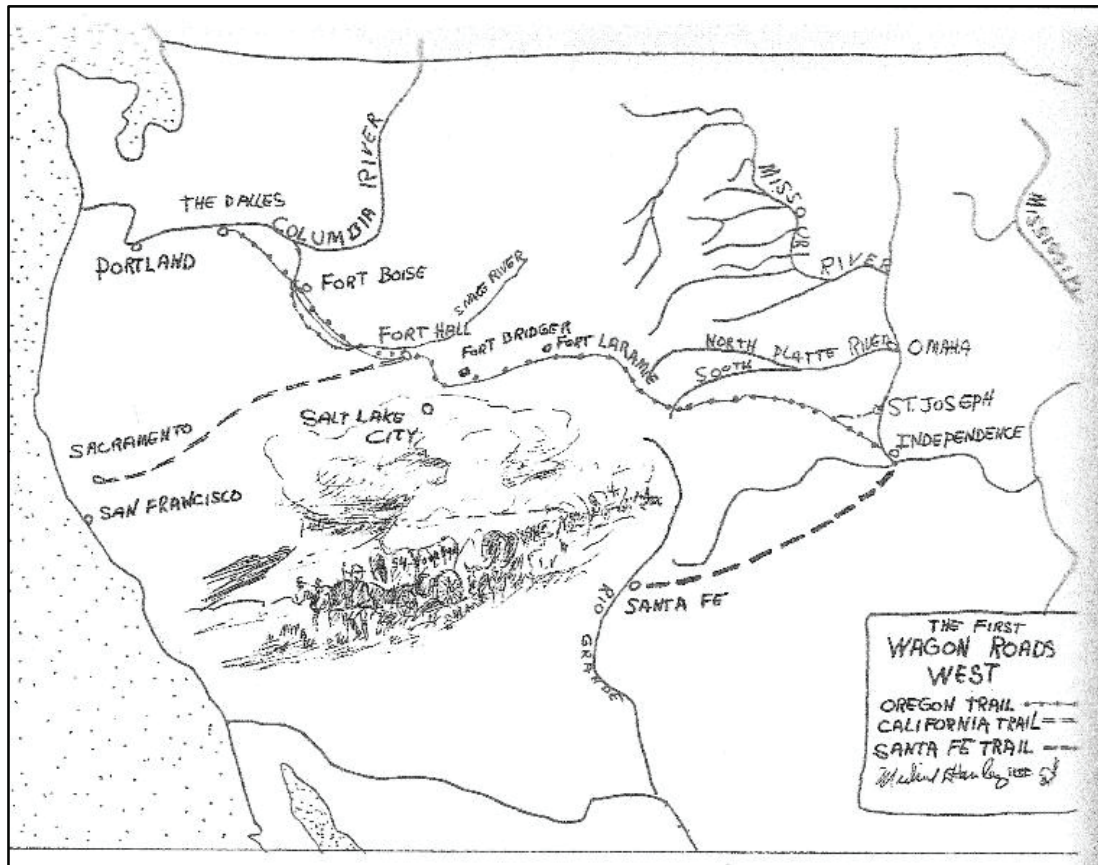 THE DALLES
COLUMBIA
RIVER
PORTLAND
FORT BOISE
SNAKE RIVER
FORT HALL
FORT BRIDGER
FORT LARAMIE
MISSOURI
RIVER
NORTH PLATTE RIVER
SOUTH
OMAHA
MISSISSIPPI
ST. JOSEPH
INDEPENDENCE
SALT LAKE
CITY
SACRAMENTO
SAN FRANCISCO
SANTA FE
RIO
GRANDE
THE FIRST
WAGON ROADS
WEST
OREGON TRAIL
CALIFORNIA TRAIL
SANTA FE TRAIL